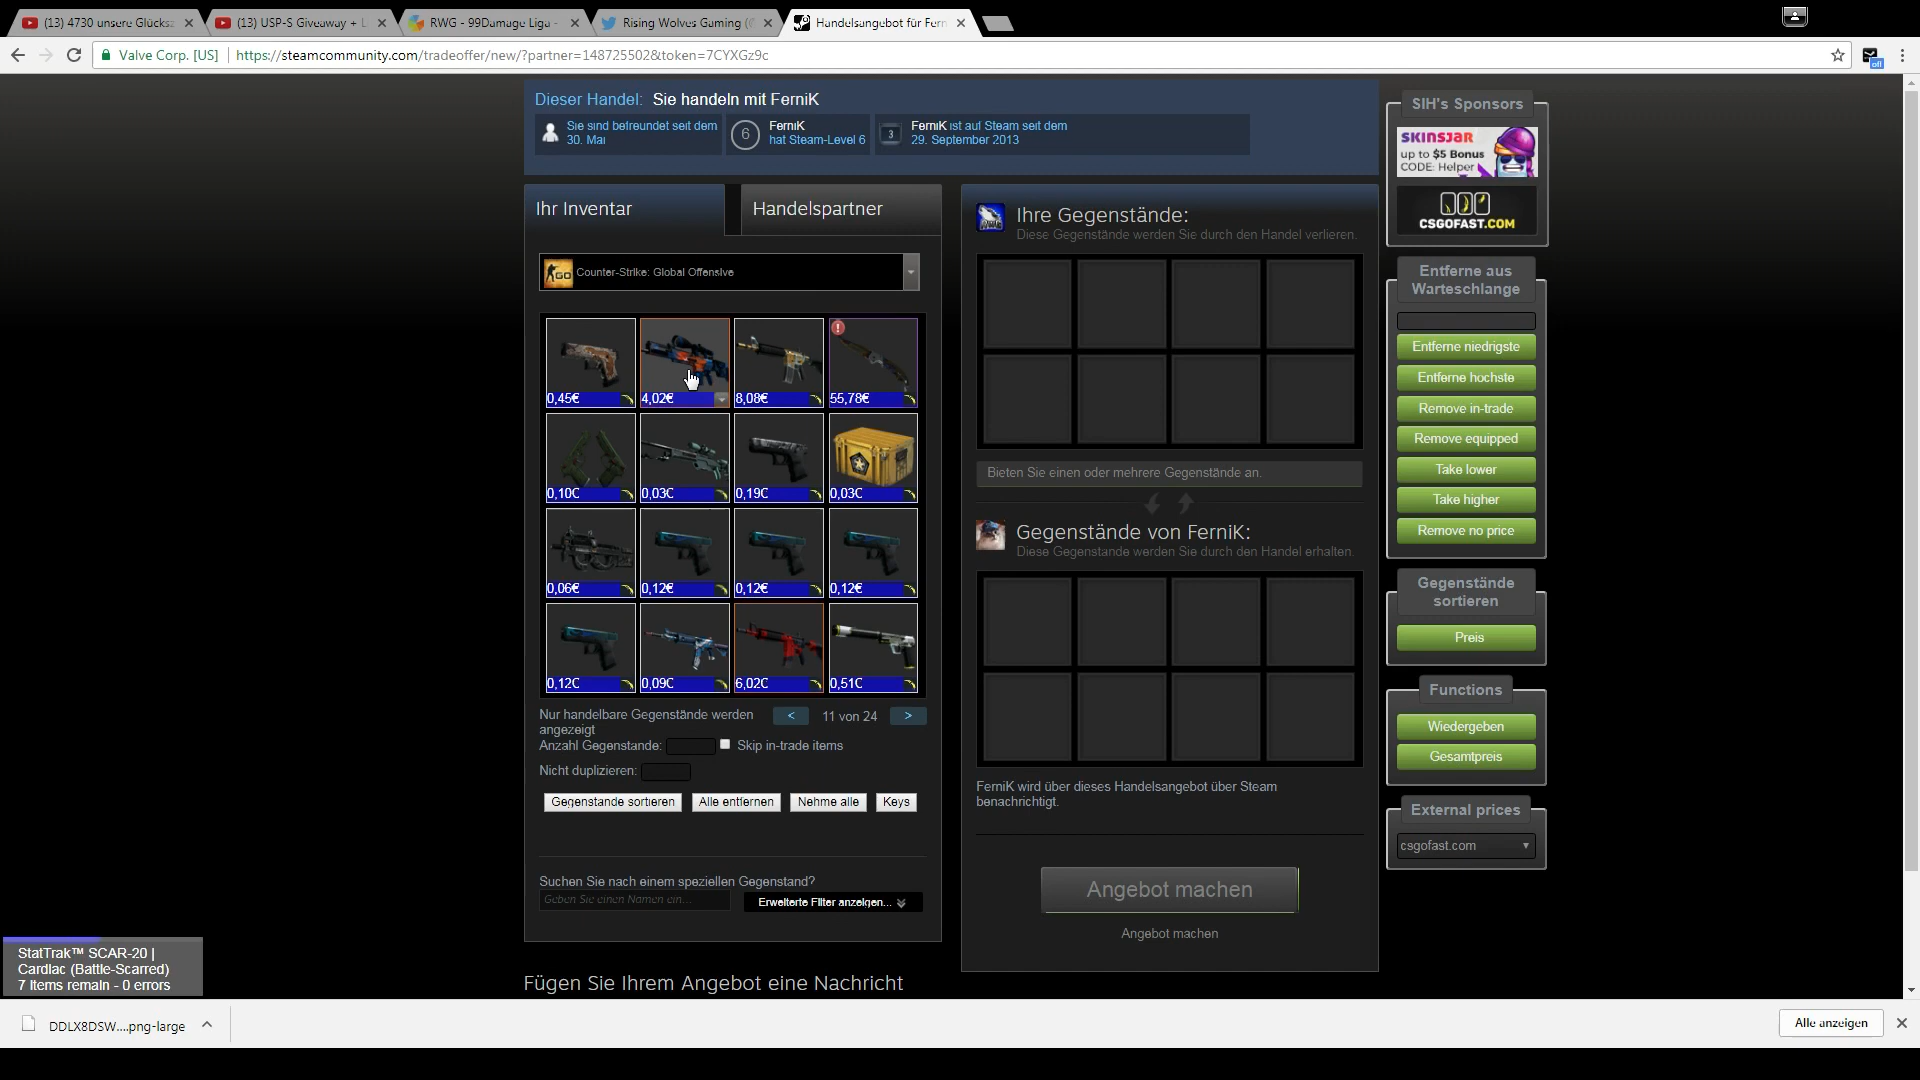 (13) 4730 unsere Glücks
(13) USP-S Giveaway + L
RWG - 99Damage Liga -
Rising Wolves Gaming (
Handelsangebot für Fern
Valve Corp. [US]
https://steamcommunity.com/tradeoffer/new/?partner=148725502&token=7CYXGz9c
off
Dieser Handel: Sie handeln mit FerniK
Sie sind befreundet seit dem
30. Mai
6
FerniK
hat Steam-Level 6
3
FerniK ist auf Steam seit dem
29. September 2013
Ihr Inventar
Handelspartner
GO
Counter-Strike: Global Offensive
0,45€
4,02€
8,08€
55,78€
0,10€
0,03€
0,19€
0,03€
0,06€
0,12€
0,12€
0,12€
0,12€
0,09€
6,02€
0,51€
Nur handelbare Gegenstände werden
angezeigt
<
11 von 24
>
Anzahl Gegenstande:
Skip in-trade items
Nicht duplizieren:
Gegenstande sortieren
Alle entfernen
Nehme alle
Keys
Suchen Sie nach einem speziellen Gegenstand?
Geben Sie einen Namen ein...
Erweiterte Filter anzeigen...
Ihre Gegenstände:
Diese Gegenstände werden Sie durch den Handel verlieren.
Bieten Sie einen oder mehrere Gegenstände an.
Gegenstände von FerniK:
Diese Gegenstande werden Sie durch den Handel erhalten.
FerniK wird über dieses Handelsangebot über Steam
benachrichtigt.
Angebot machen
Angebot machen
SIH's Sponsors
SKINSJAR
up to $5 Bonus
CODE: Helper
CSGOFAST.COM
Entferne aus
Warteschlange
Entferne niedrigste
Entferne hochste
Remove in-trade
Remove equipped
Take lower
Take higher
Remove no price
Gegenstände
sortieren
Preis
Functions
Wiedergeben
Gesamtpreis
External prices
csgofast.com
StatTrak™ SCAR-20 |
Cardiac (Battle-Scarred)
7 items remain - 0 errors
Fügen Sie Ihrem Angebot eine Nachricht
DDLX8DSW....png-large
Alle anzeigen